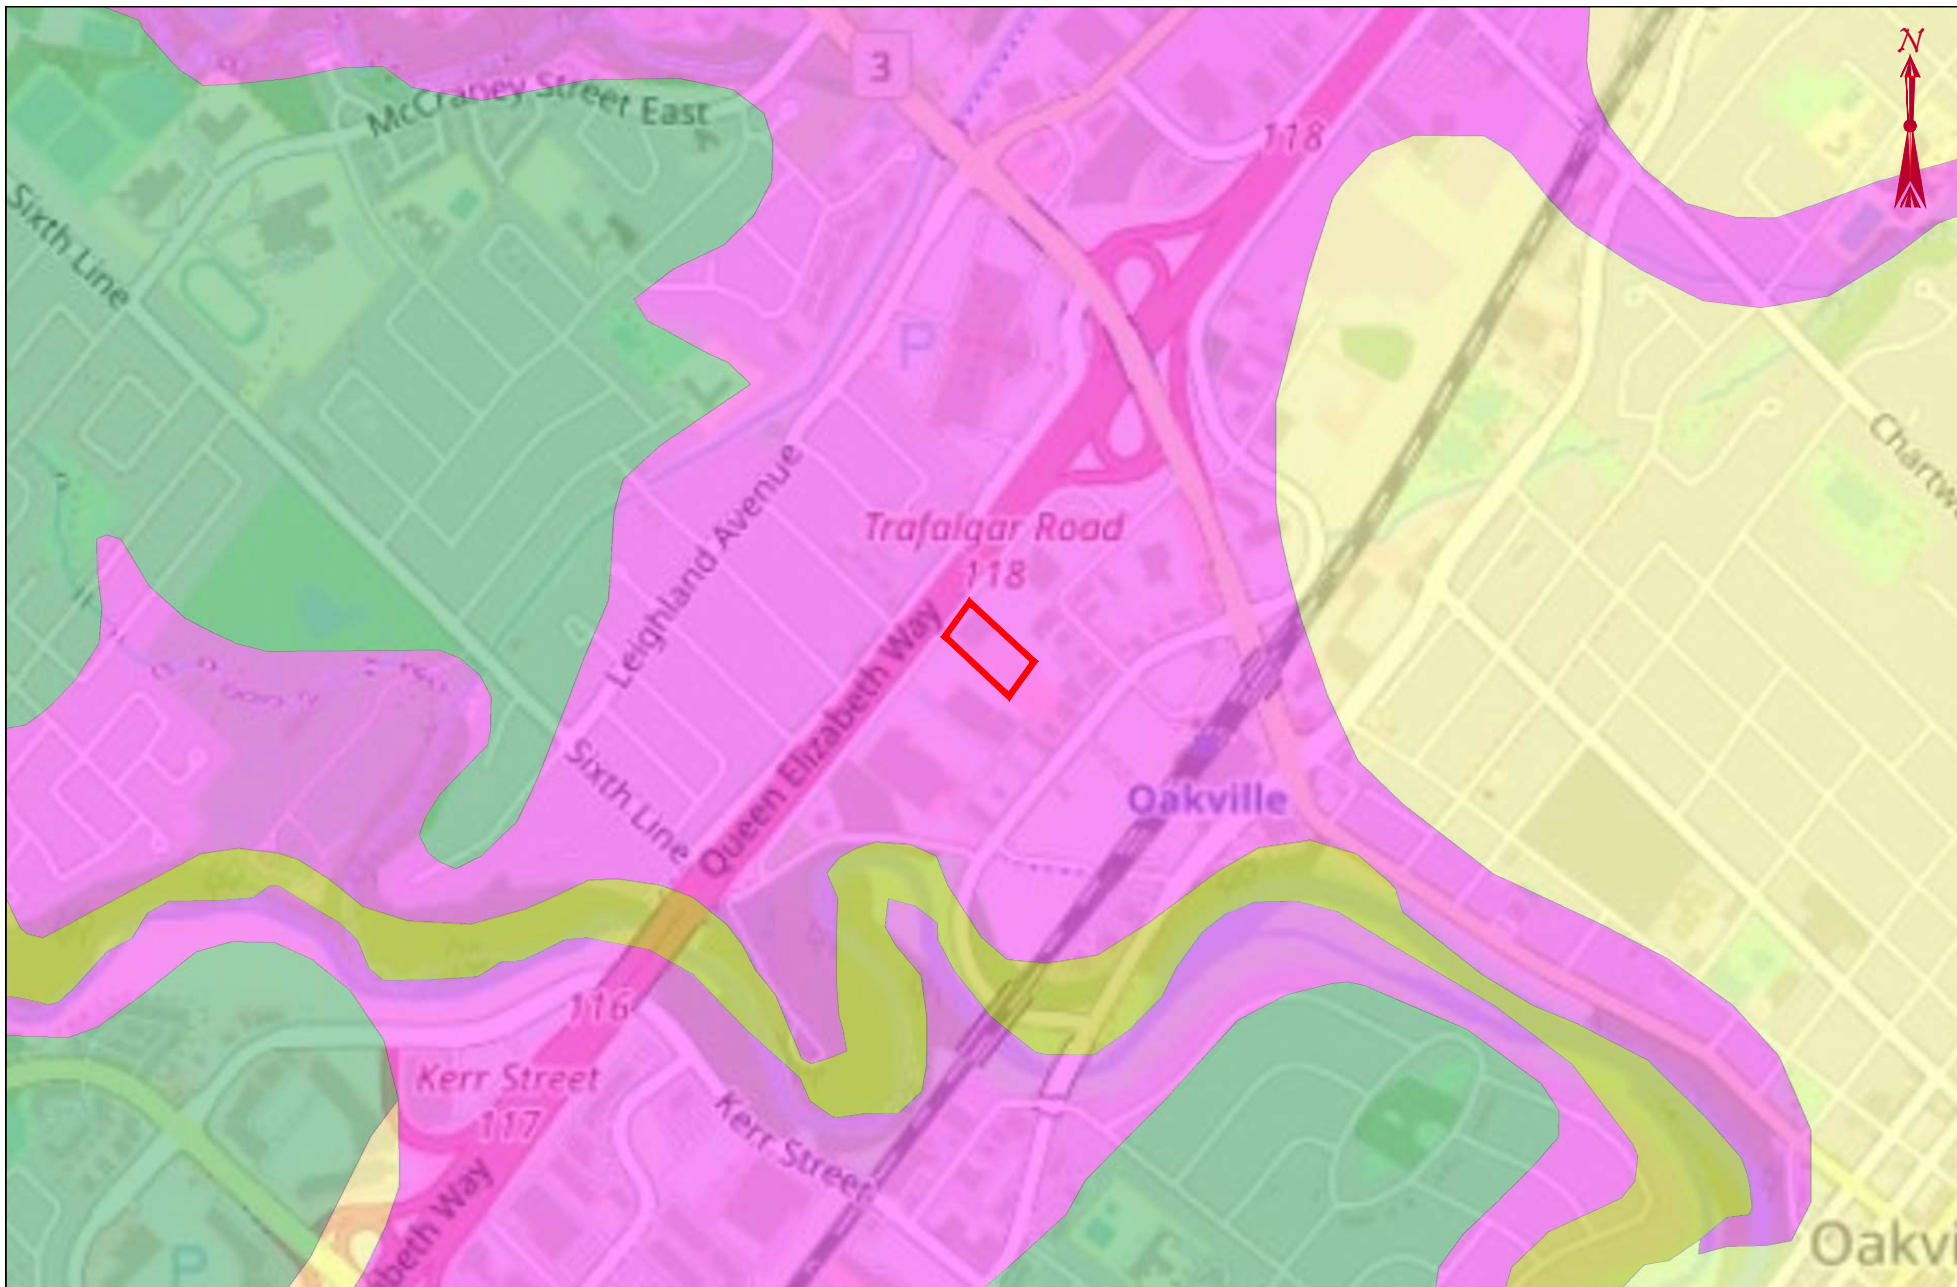 N
3
McCraney Street East
118
Sixth Line
P
Chartw
Leighland Avenue
Trafalgar Road
118
Queen Elizabeth Way
Sixth Line
Oakville
116
Kerr Street
117
Kerr Street
abeth Way
P
Oakvi